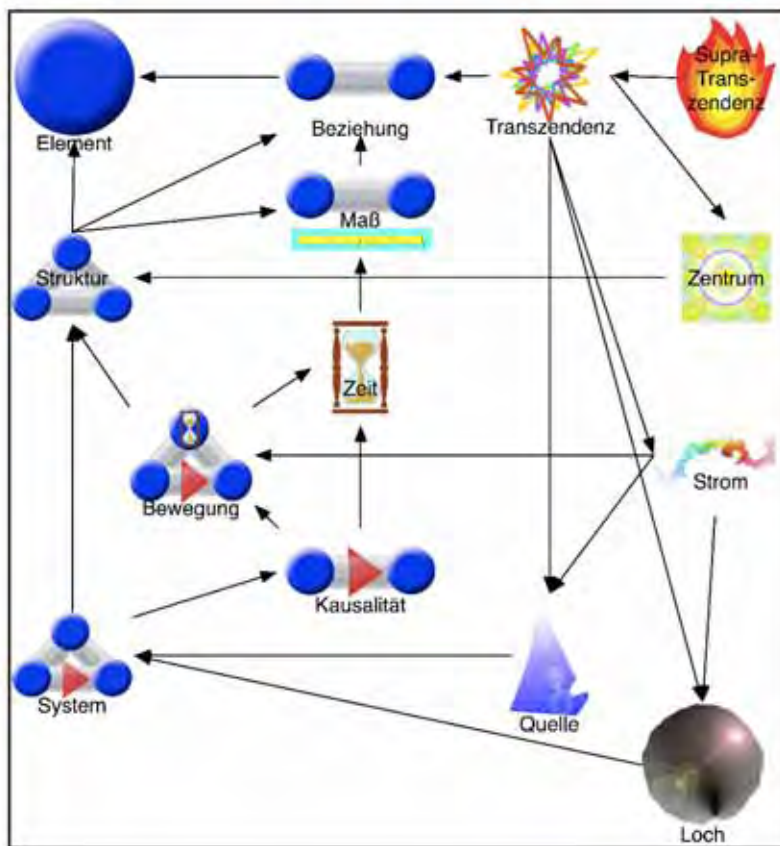 Element
Beziehung
Transzendenz
Supra-
Trans-
zendenz
Maß
Struktur
Zentrum
Zeit
Bewegung
Strom
Kausalität
System
Quelle
Loch